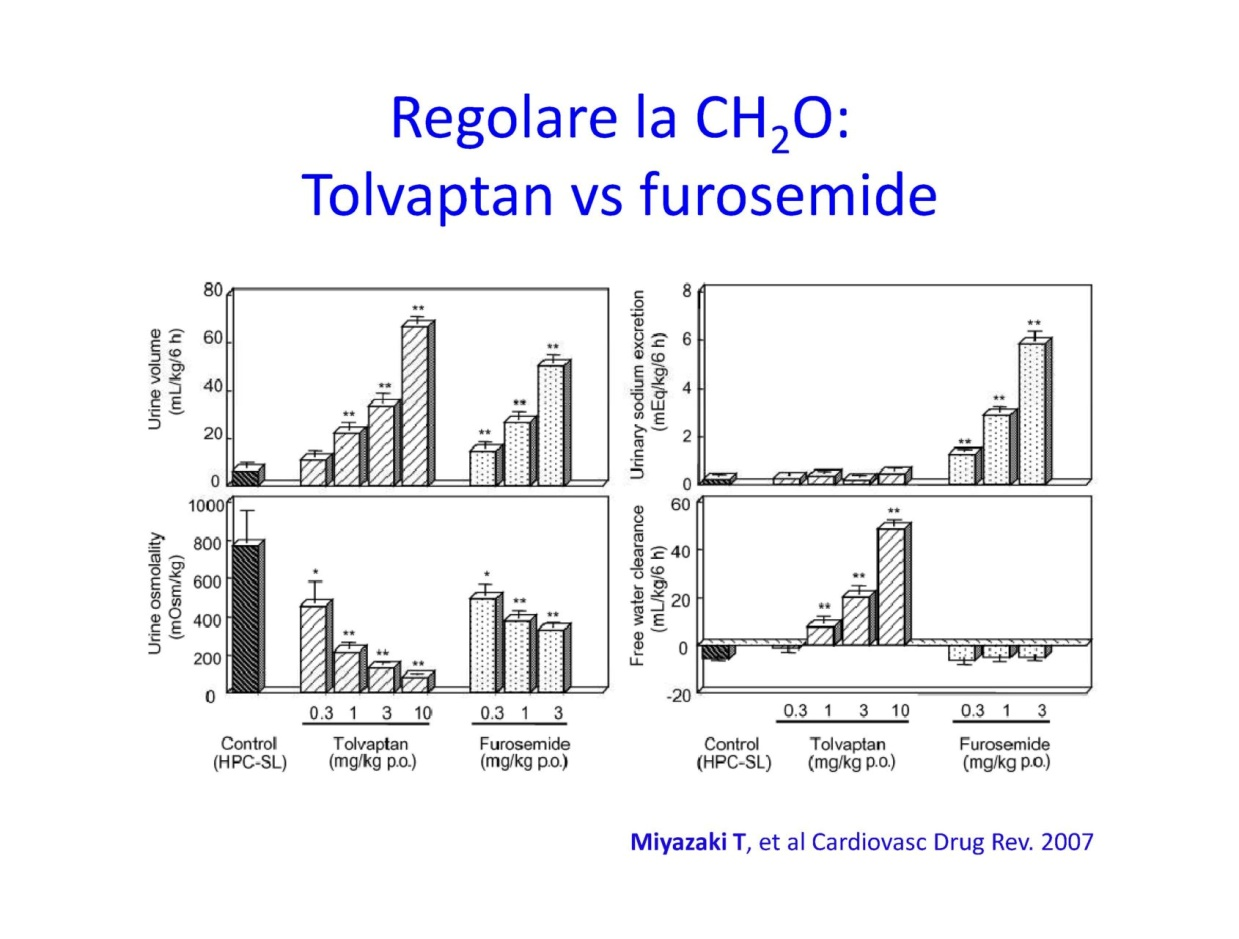 Regolare la CH₂O:
Tolvaptan vs furosemide
Urine volume
(mL/kg/6 h)
80
60
40
20
0
**
**
**
**
**
**
Urinary sodium excretion
(mEq/kg/6 h)
8
6
4
2
0
**
**
**
Urine osmolality
(mOsm/kg)
1000
800
600
400
200
0
*
**
**
**
*
**
**
0.3 1 3 10
0.3 1 3
Control
(HPC-SL)
Tolvaptan
(mg/kg p.o.)
Furosemide
(mg/kg p.o.)
Free water clearance
(mL/kg/6 h)
60
40
20
0
-20
**
**
**
0.3 1 3 10
0.3 1 3
Control
(HPC-SL)
Tolvaptan
(mg/kg p.o.)
Furosemide
(mg/kg p.o.)
Miyazaki T, et al Cardiovasc Drug Rev. 2007